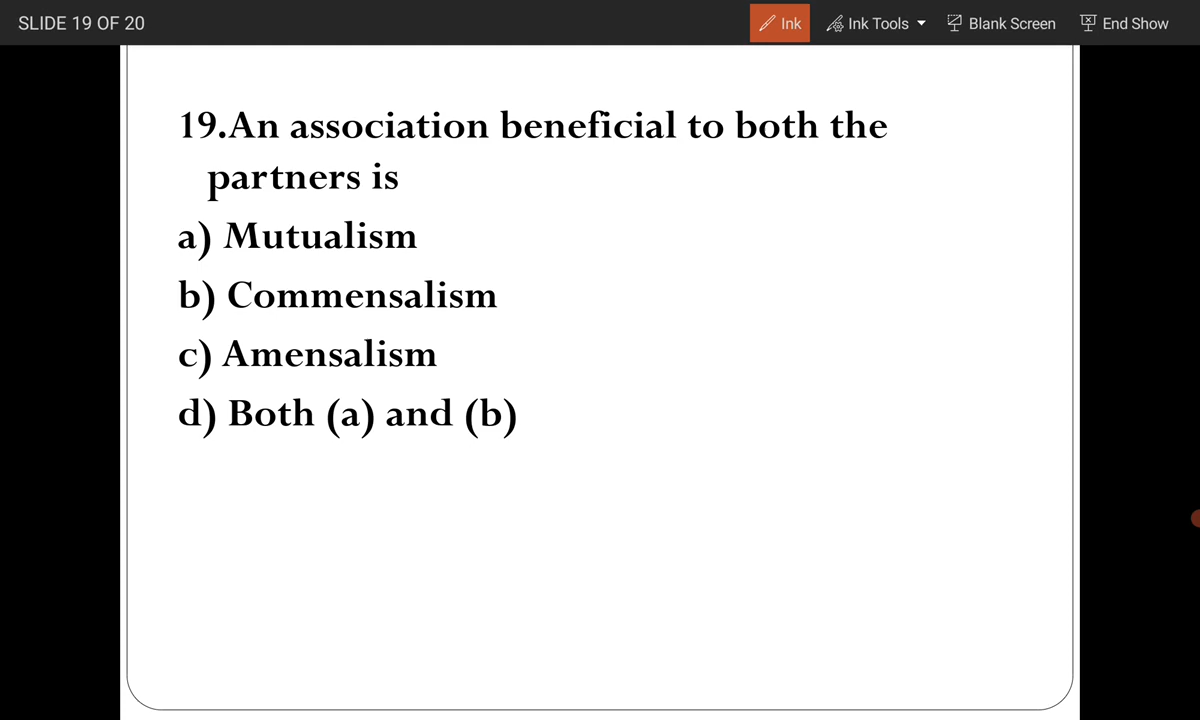 SLIDE 19 OF 20
Ink
Ink Tools
Blank Screen
End Show
19.An association beneficial to both the
partners is
a) Mutualism
b) Commensalism
c) Amensalism
d) Both (a) and (b)